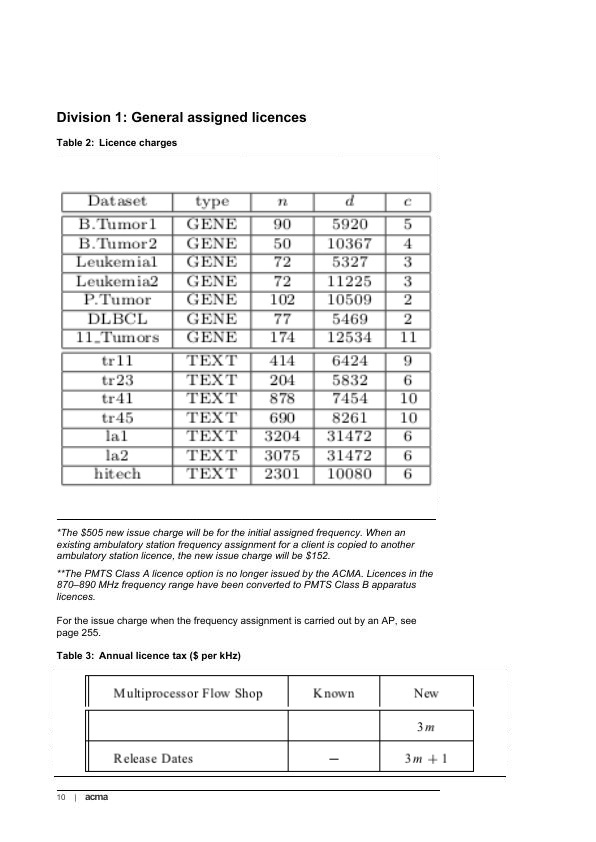 Division 1: General assigned licences
Table 2: Licence charges
Dataset type n d c
B.Tumor1 GENE 90 5920 5
B.Tumor2 GENE 50 10367 4
Leukemia1 GENE 72 5327 3
Leukemia2 GENE 72 11225 3
P.Tumor GENE 102 10509 2
DLBCL GENE 77 5469 2
11_Tumors GENE 174 12534 11
tr11 TEXT 414 6424 9
tr23 TEXT 204 5832 6
tr41 TEXT 878 7454 10
tr45 TEXT 690 8261 10
la1 TEXT 3204 31472 6
la2 TEXT 3075 31472 6
hitech TEXT 2301 10080 6
*The $505 new issue charge will be for the initial assigned frequency. When an
existing ambulatory station frequency assignment for a client is copied to another
ambulatory station licence, the new issue charge will be $152.
**The PMTS Class A licence option is no longer issued by the ACMA. Licences in the
870–890 MHz frequency range have been converted to PMTS Class B apparatus
licences.
For the issue charge when the frequency assignment is carried out by an AP, see
page 255.
Table 3: Annual licence tax ($ per kHz)
Multiprocessor Flow Shop Known New
3m
Release Dates — 3m + 1
10 | acma